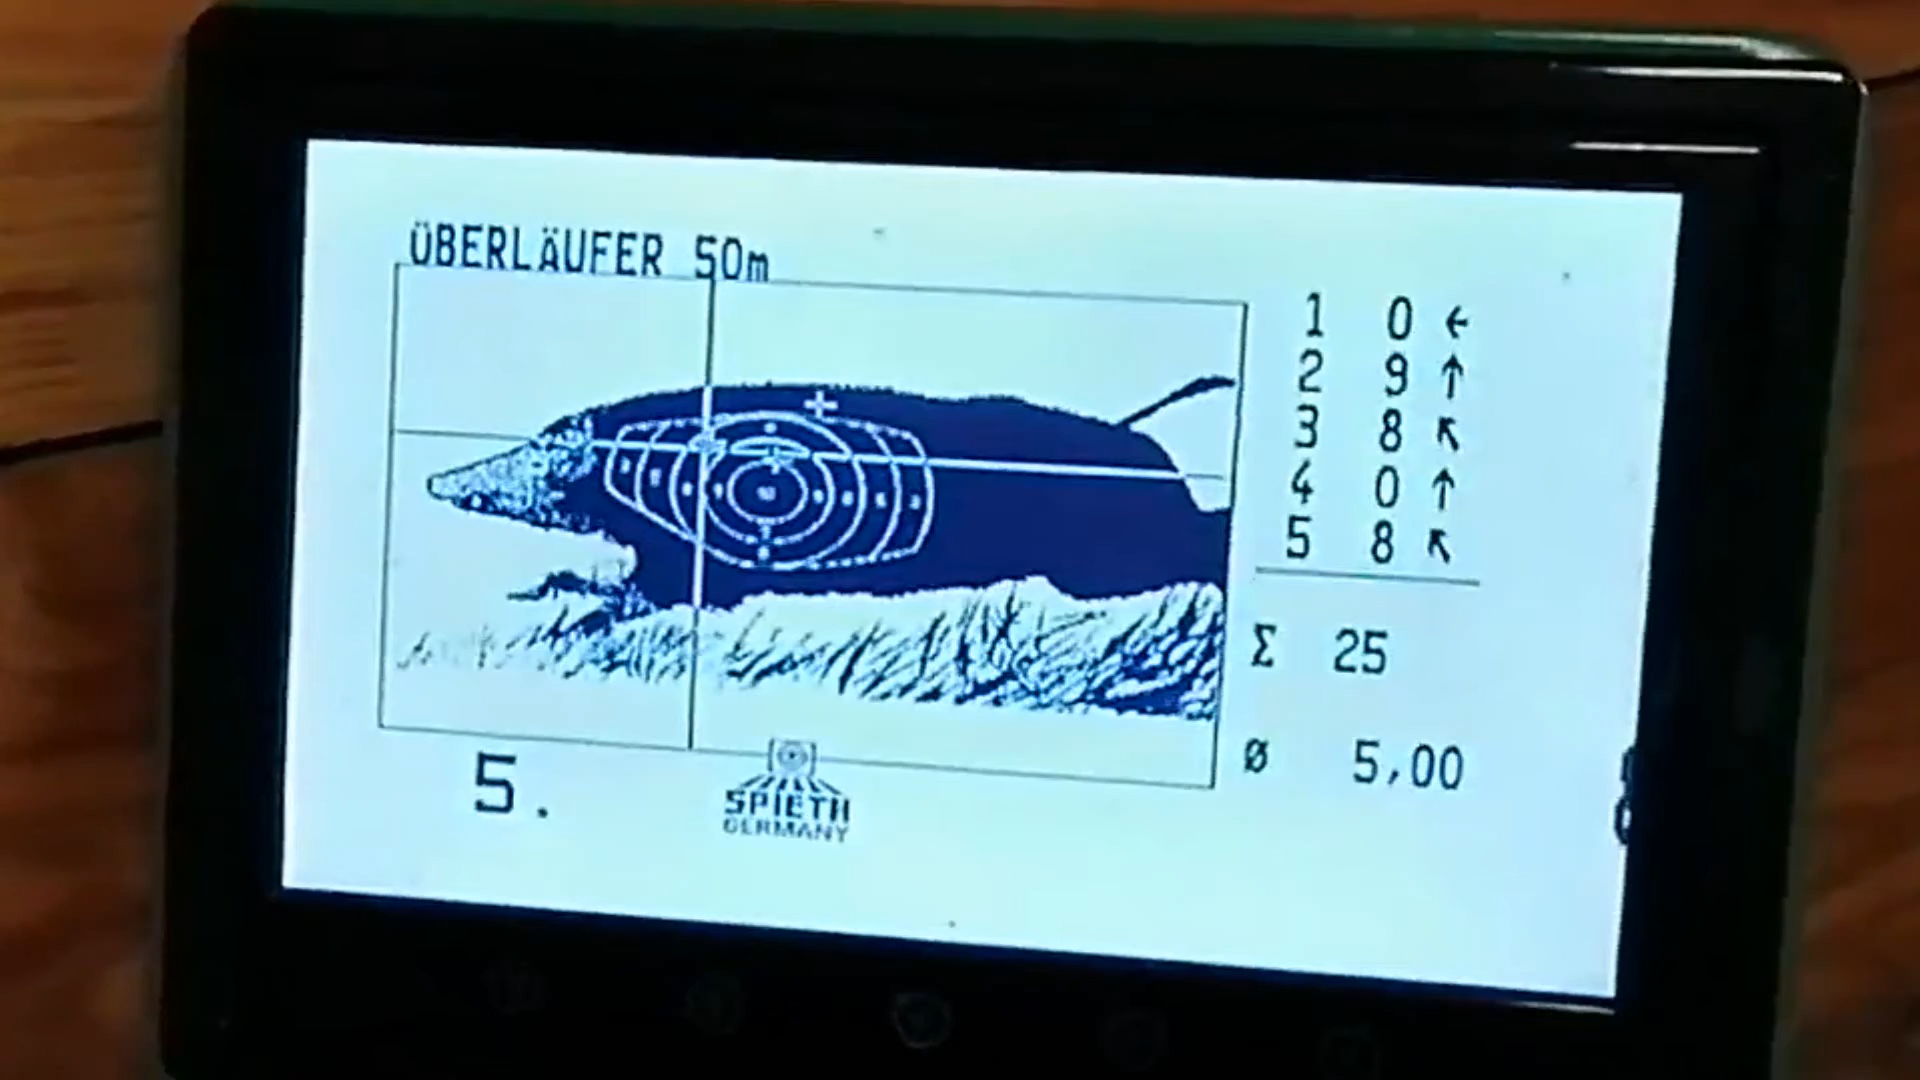 ÜBERLÄUFER 50m
1 0 ←
2 9 ↑
3 8 ↖
4 0 ↑
5 8 ↖
Σ 25
Ø 5,00
5.
SPIETH
GERMANY